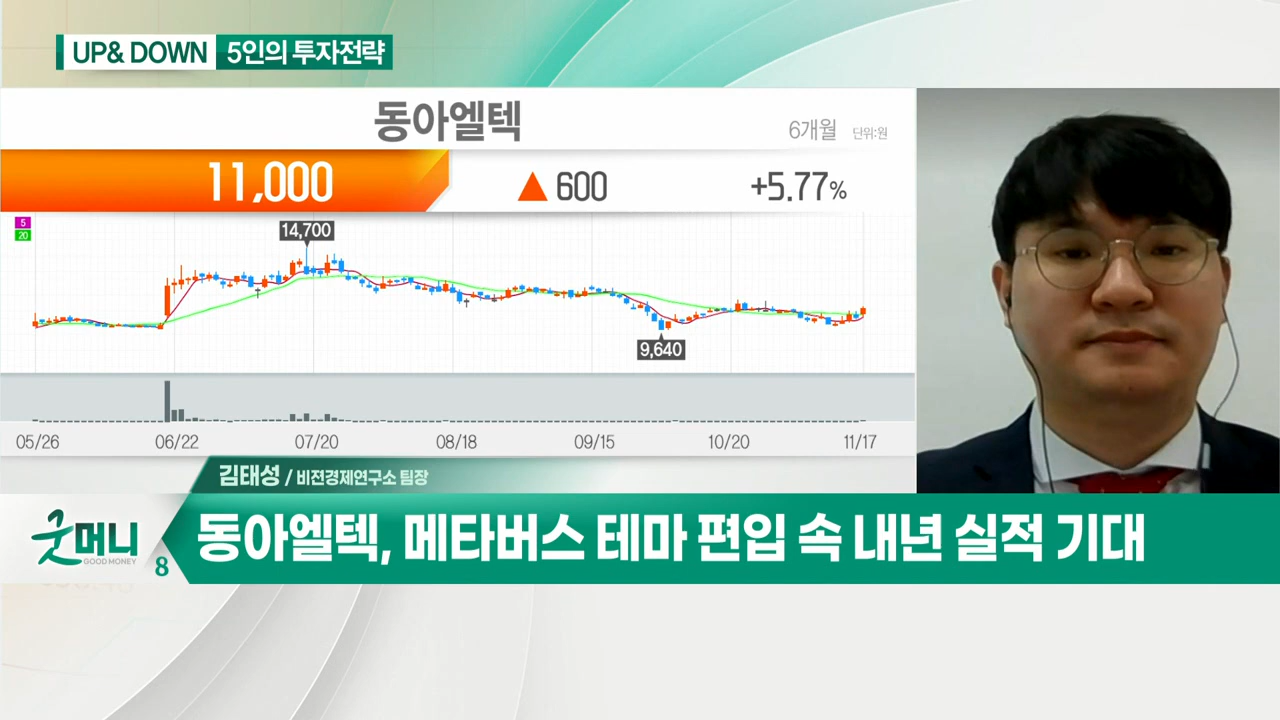 UP& DOWN 5인의 투자전략
동아엘텍
6개월 단위:원
11,000 ▲ 600 +5.77%
5
20
14,700
9,640
05/26 06/22 07/20 08/18 09/15 10/20 11/17
김태성 / 비전경제연구소 팀장
굿머니
GOOD MONEY
8
동아엘텍, 메타버스 테마 편입 속 내년 실적 기대